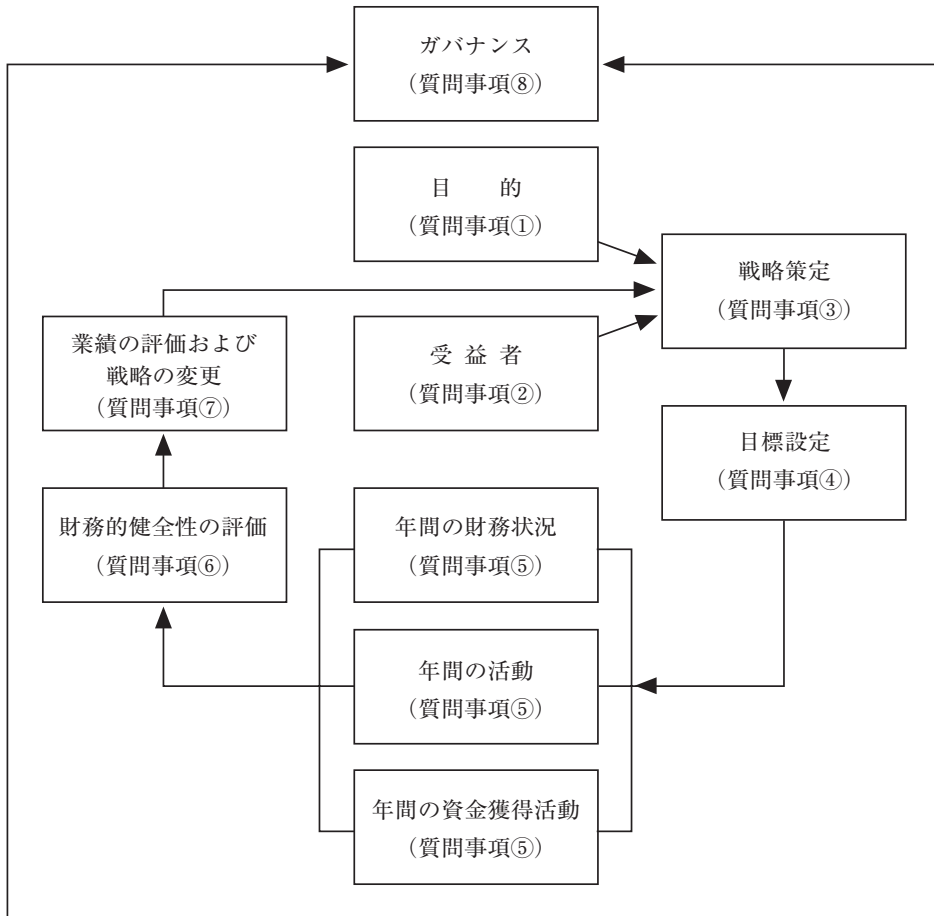 ガバナンス
（質問事項⑧）
目　　的
（質問事項①）
戦略策定
（質問事項③）
業績の評価および
戦略の変更
（質問事項⑦）
受 益 者
（質問事項②）
目標設定
（質問事項④）
財務的健全性の評価
（質問事項⑥）
年間の財務状況
（質問事項⑤）
年間の活動
（質問事項⑤）
年間の資金獲得活動
（質問事項⑤）